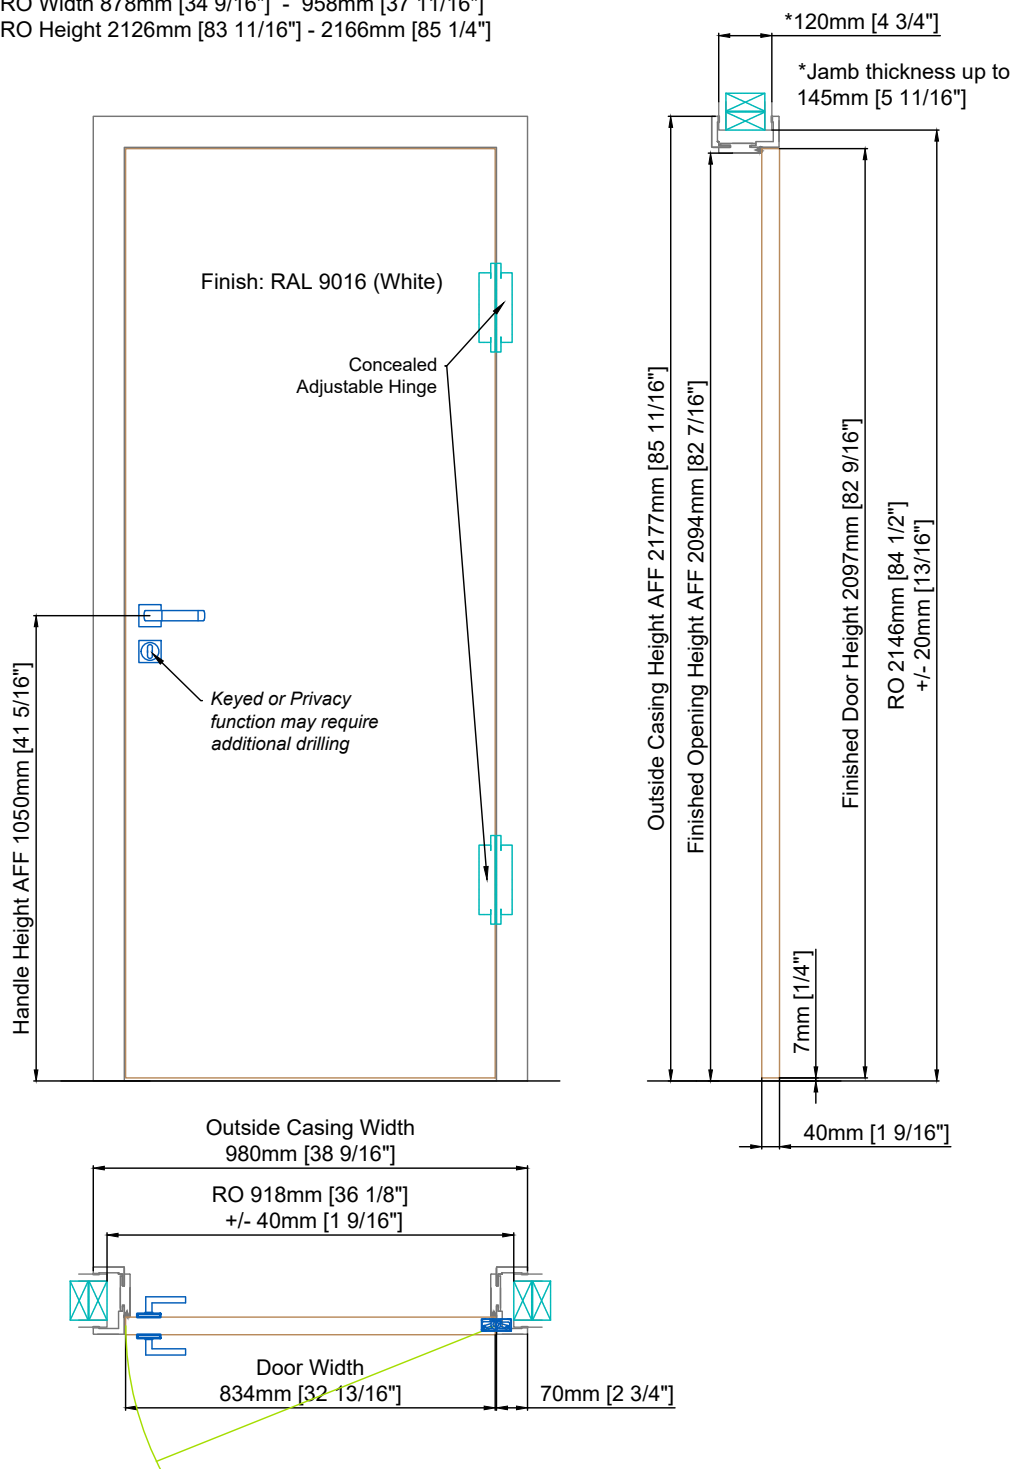 RO Width 878mm [34 9/16"] - 958mm [37 11/16"]
RO Height 2126mm [83 11/16"] - 2166mm [85 1/4"]
*120mm [4 3/4"]
*Jamb thickness up to
145mm [5 11/16"]
Finish: RAL 9016 (White)
Concealed
Adjustable Hinge
Keyed or Privacy
function may require
additional drilling
Handle Height AFF 1050mm [41 5/16"]
Outside Casing Height AFF 2177mm [85 11/16"]
Finished Opening Height AFF 2094mm [82 7/16"]
Finished Door Height 2097mm [82 9/16"]
RO 2146mm [84 1/2"]
+/- 20mm [13/16"]
7mm [1/4"]
40mm [1 9/16"]
Outside Casing Width
980mm [38 9/16"]
RO 918mm [36 1/8"]
+/- 40mm [1 9/16"]
Door Width
834mm [32 13/16"]
70mm [2 3/4"]